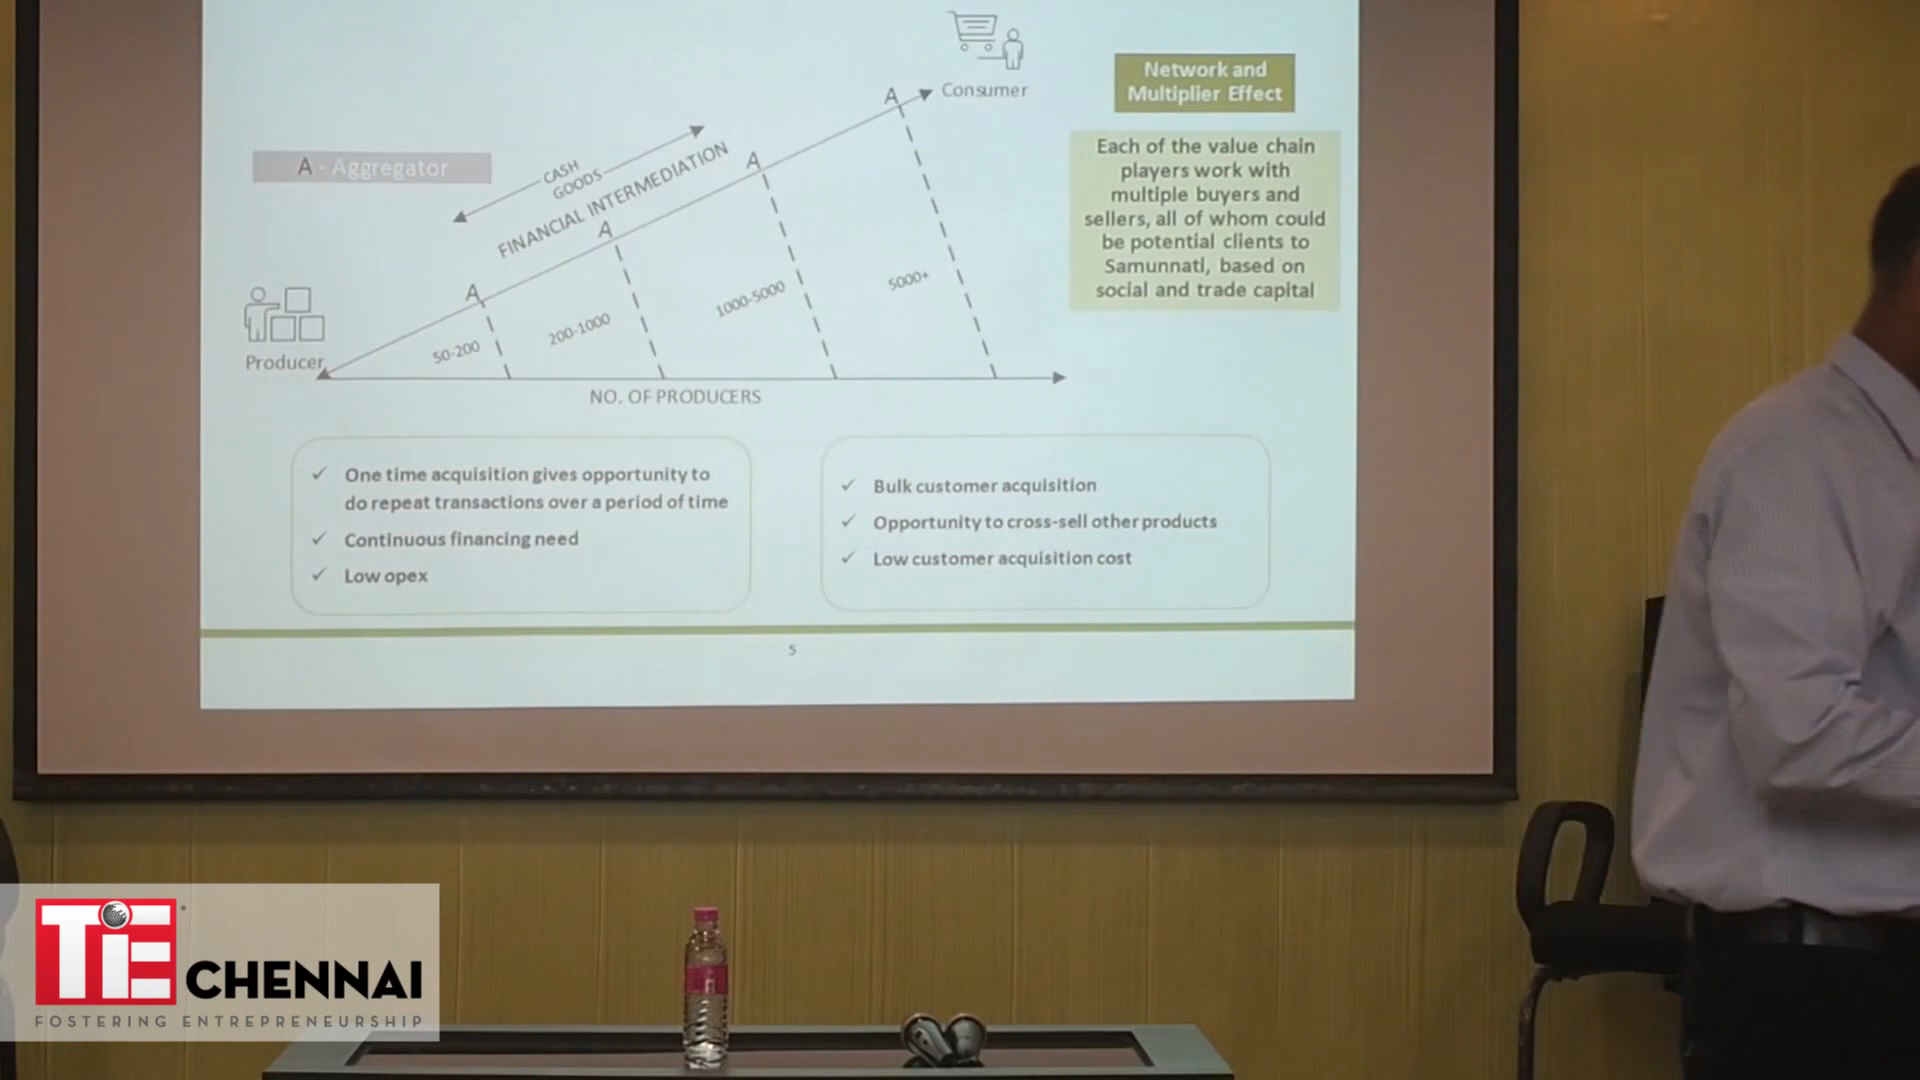 Consumer
A
Network and
Multiplier Effect
A - Aggregator
CASH
GOODS
FINANCIAL INTERMEDIATION
A
A
A
Each of the value chain
players work with
multiple buyers and
sellers, all of whom could
be potential clients to
Samunnati, based on
social and trade capital
Producer
50-200
200-1000
1000-5000
5000+
NO. OF PRODUCERS
✓ One time acquisition gives opportunity to
do repeat transactions over a period of time
✓ Continuous financing need
✓ Low opex
✓ Bulk customer acquisition
✓ Opportunity to cross-sell other products
✓ Low customer acquisition cost
5
TiE CHENNAI
FOSTERING ENTREPRENEURSHIP